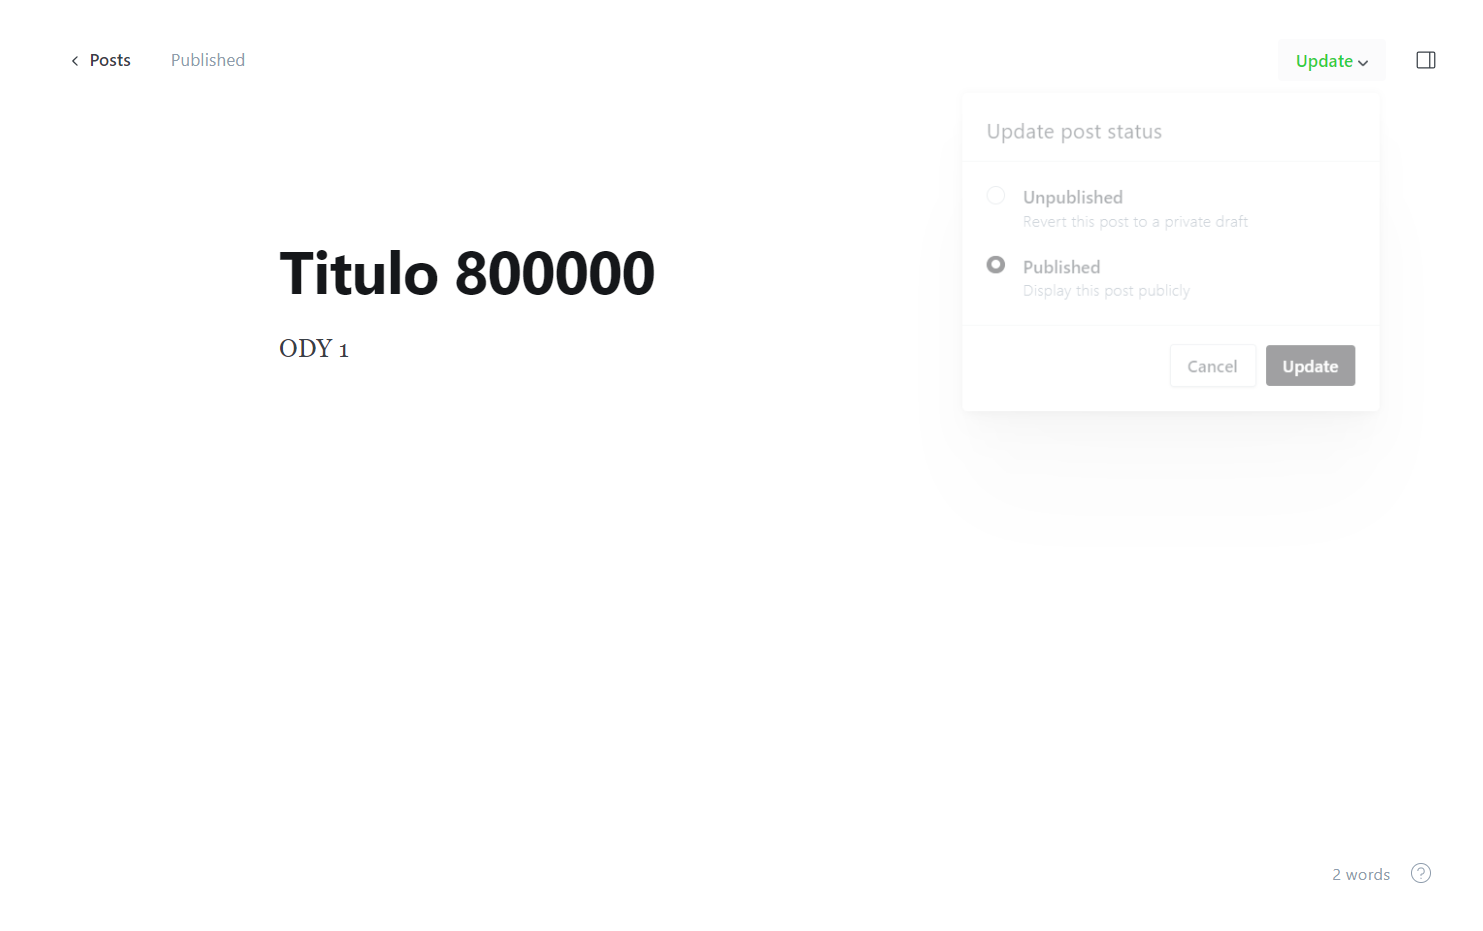 Posts
Published
Update
Update post status
Unpublished
Revert this post to a private draft
Published
Display this post publicly
Cancel
Update
Titulo 800000
ODY 1
2 words
?